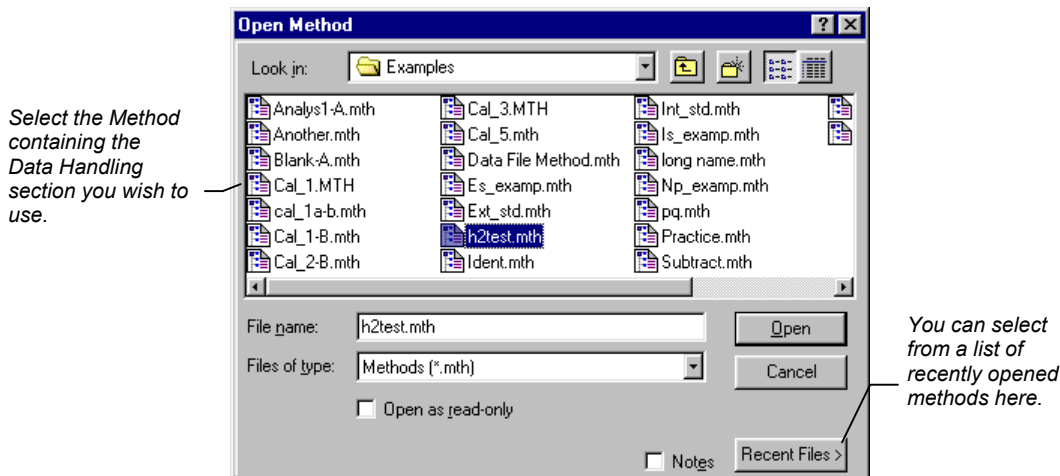 Open Method
Look in: Examples
Select the Method
containing the
Data Handling
section you wish to
use.
Analys1-A.mth
Another.mth
Blank-A.mth
Cal_1.MTH
cal_1a-b.mth
Cal_1-B.mth
Cal_2-B.mth
Cal_3.MTH
Cal_5.mth
Data File Method.mth
Es_examp.mth
Ext_std.mth
h2test.mth
Ident.mth
Int_std.mth
Is_examp.mth
long name.mth
Np_examp.mth
pq.mth
Practice.mth
Subtract.mth
File name: h2test.mth
Open
Files of type: Methods (*.mth)
Cancel
Open as read-only
Notes
Recent Files >
You can select
from a list of
recently opened
methods here.